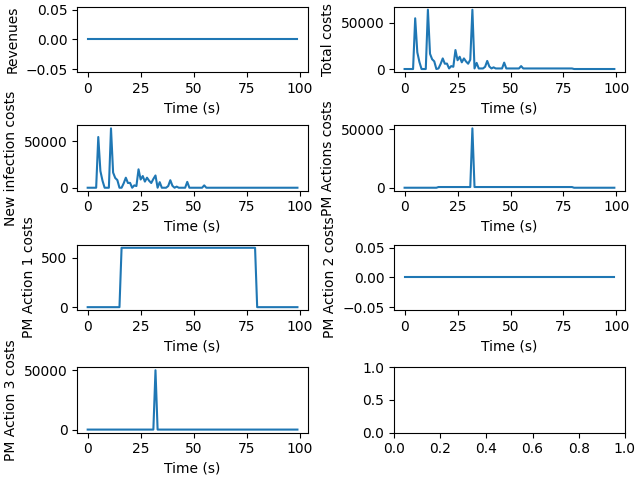 Revenues
0.05
0.00
−0.05
0 25 50 75 100
Time (s)
Total costs
50000
0
0 25 50 75 100
Time (s)
New infection costs
50000
0
0 25 50 75 100
Time (s)
PM Actions costs
50000
0
0 25 50 75 100
Time (s)
PM Action 1 costs
500
0
0 25 50 75 100
Time (s)
PM Action 2 costs
0.05
0.00
−0.05
0 25 50 75 100
Time (s)
PM Action 3 costs
50000
0
0 25 50 75 100
Time (s)
1.0
0.5
0.0
0.0 0.2 0.4 0.6 0.8 1.0